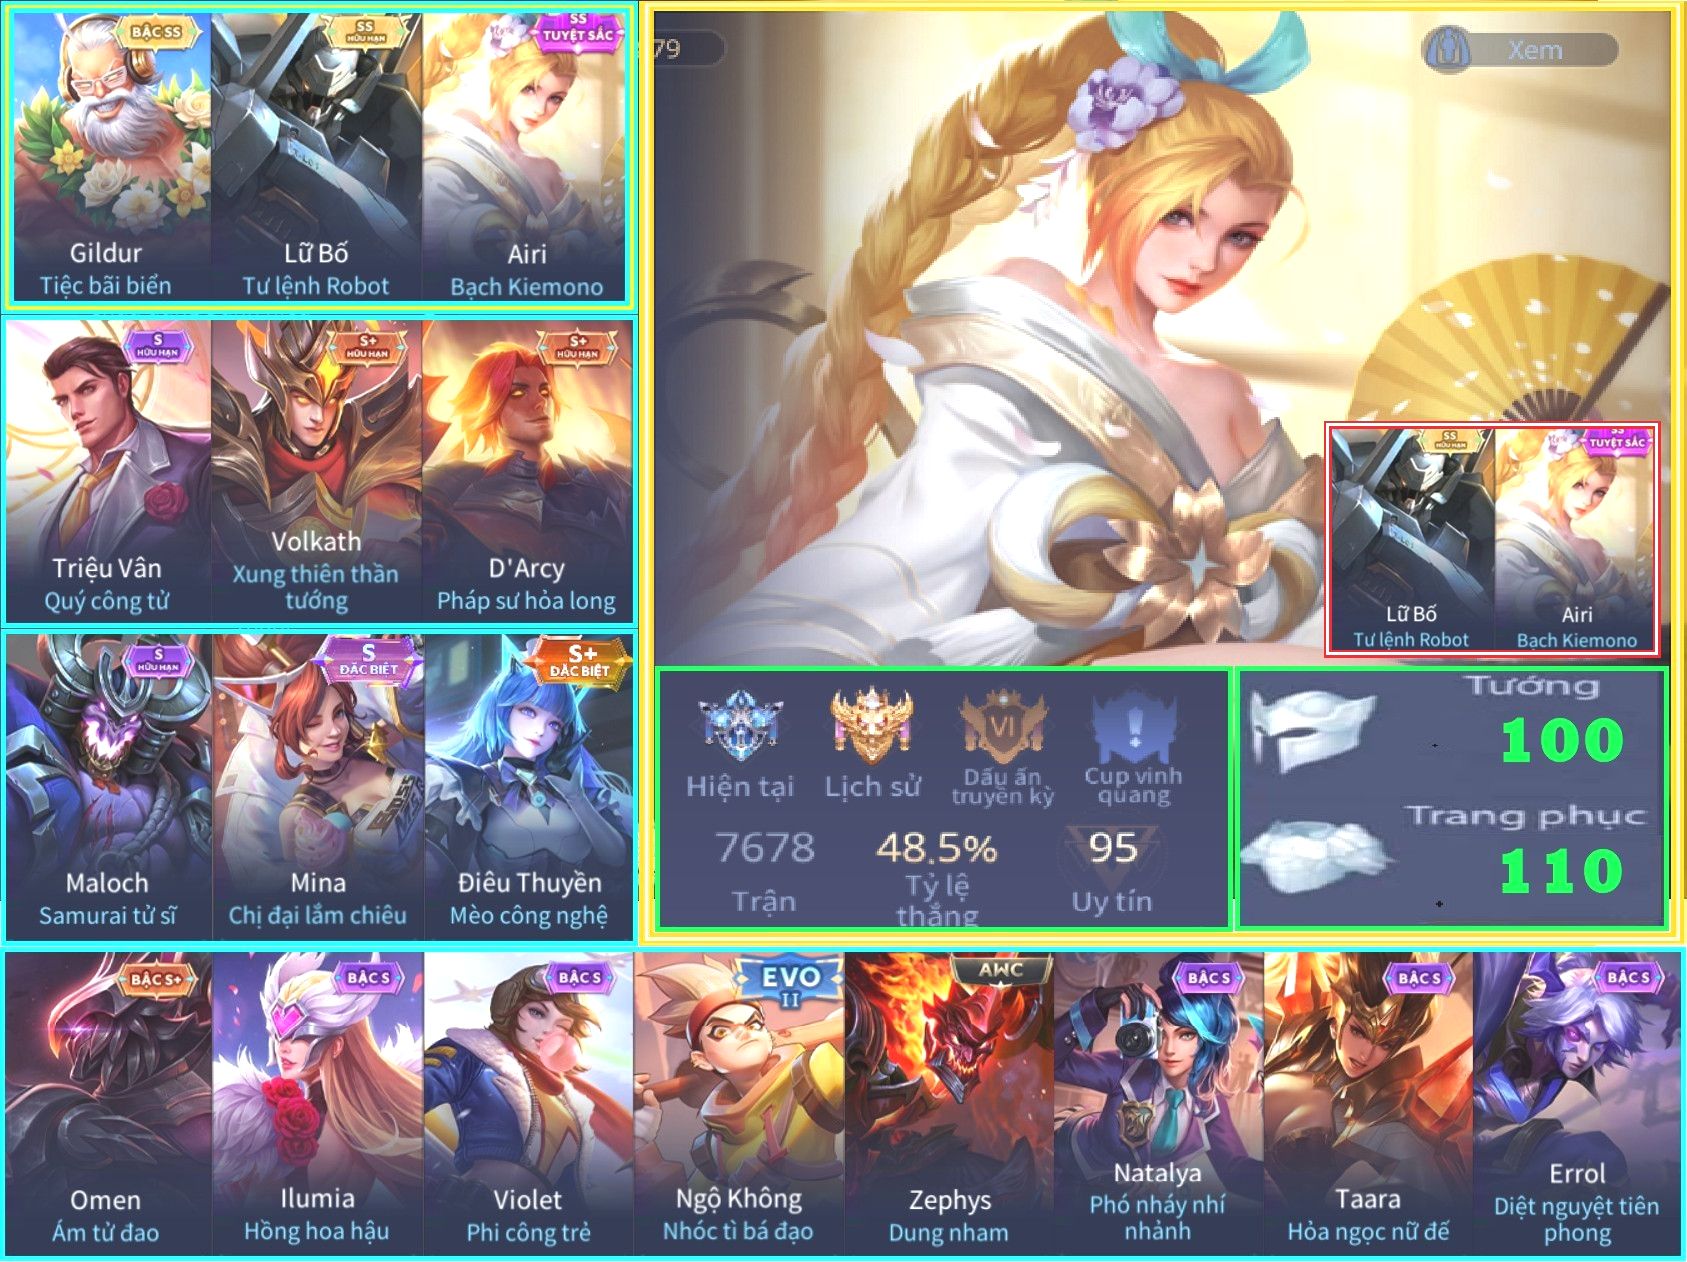 BẬC SS
Gildur
Tiệc bãi biển
SS
HỮU HẠN
Lữ Bố
Tư lệnh Robot
SS
TUYỆT SẮC
Airi
Bạch Kiemono
79
Xem
S
HỮU HẠN
Triệu Vân
Quý công tử
S+
HỮU HẠN
Volkath
Xung thiên thần
tướng
S+
HỮU HẠN
D'Arcy
Pháp sư hỏa long
SS
HỮU HẠN
Lữ Bố
Tư lệnh Robot
SS
TUYỆT SẮC
Airi
Bạch Kiemono
S
HỮU HẠN
Maloch
Samurai tử sĩ
S
ĐẶC BIỆT
Mina
Chị đại lắm chiêu
S+
ĐẶC BIỆT
Điêu Thuyền
Mèo công nghệ
Hiện tại
Lịch sử
VI
Dấu ấn
truyền kỳ
Cup vinh
quang
7678
Trận
48.5%
Tỷ lệ
thắng
95
Uy tín
Tướng
100
Trang phục
110
BẬC S+
Omen
Ám tử đao
BẬC S
Ilumia
Hồng hoa hậu
BẬC S
Violet
Phi công trẻ
EVO
II
Ngộ Không
Nhóc tì bá đạo
AWC
Zephys
Dung nham
BẬC S
Natalya
Phó nháy nhí
nhảnh
BẬC S
Taara
Hỏa ngọc nữ đế
BẬC S
Errol
Diệt nguyệt tiên
phong